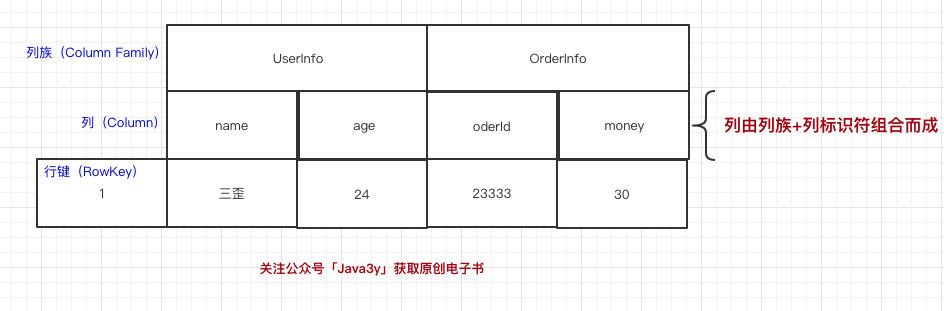 列族（Column Family） UserInfo OrderInfo
列（Column） name age oderId money 列由列族+列标识符组合而成
行键（RowKey）
1 三歪 24 23333 30
关注公众号「Java3y」获取原创电子书